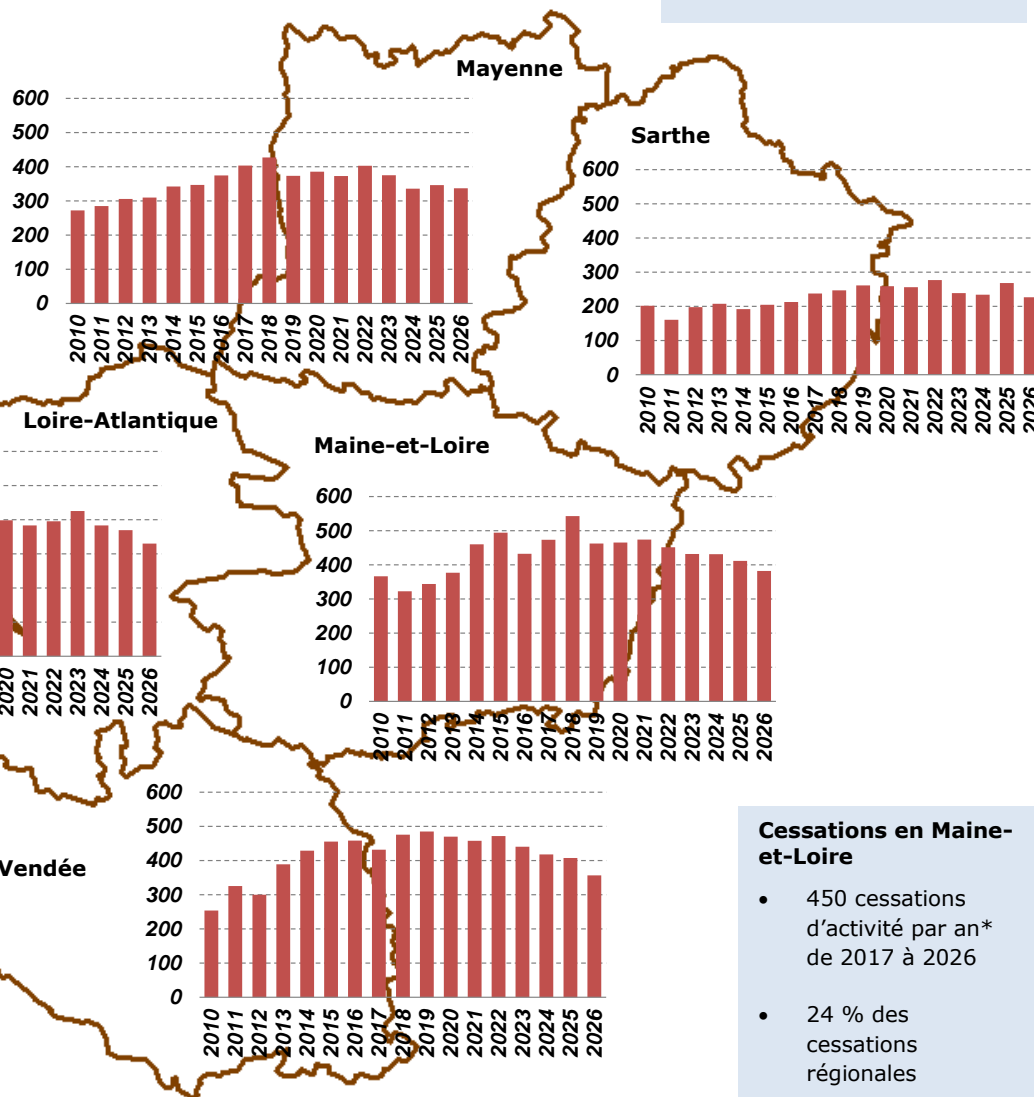 Mayenne
600
500
400
300
200
100
0
2010 2011 2012 2013 2014 2015 2016 2017 2018 2019 2020 2021 2022 2023 2024 2025 2026
Sarthe
600
500
400
300
200
100
0
2010 2011 2012 2013 2014 2015 2016 2017 2018 2019 2020 2021 2022 2023 2024 2025 2026
Loire-Atlantique
2020 2021 2022 2023 2024 2025 2026
Maine-et-Loire
600
500
400
300
200
100
0
2010 2011 2012 2013 2014 2015 2016 2017 2018 2019 2020 2021 2022 2023 2024 2025 2026
Vendée
600
500
400
300
200
100
0
2010 2011 2012 2013 2014 2015 2016 2017 2018 2019 2020 2021 2022 2023 2024 2025 2026
Cessations en Maine-
et-Loire
• 450 cessations
d’activité par an*
de 2017 à 2026
• 24 % des
cessations
régionales